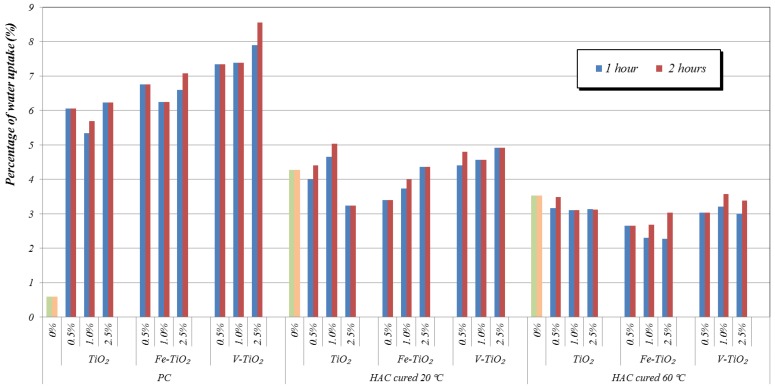 Percentage of water uptake (%)
9
8
7
6
5
4
3
2
1
0
1 hour 2 hours
0% 0.5% 1.0% 2.5% 0.5% 1.0% 2.5% 0.5% 1.0% 2.5% 0% 0.5% 1.0% 2.5% 0.5% 1.0% 2.5% 0.5% 1.0% 2.5% 0% 0.5% 1.0% 2.5% 0.5% 1.0% 2.5% 0.5% 1.0% 2.5%
TiO₂ Fe-TiO₂ V-TiO₂ TiO₂ Fe-TiO₂ V-TiO₂ TiO₂ Fe-TiO₂ V-TiO₂
PC HAC cured 20 ℃ HAC cured 60 ℃